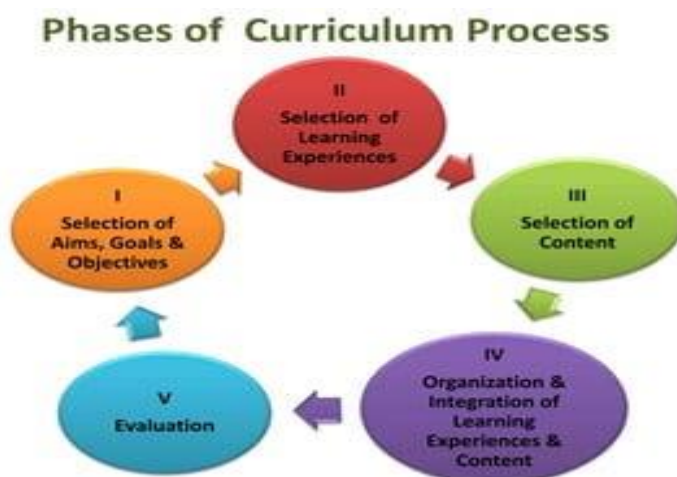 Phases of Curriculum Process
I
Selection of
Aims, Goals &
Objectives
II
Selection of
Learning
Experiences
III
Selection of
Content
IV
Organization &
Integration of
Learning
Experiences &
Content
V
Evaluation